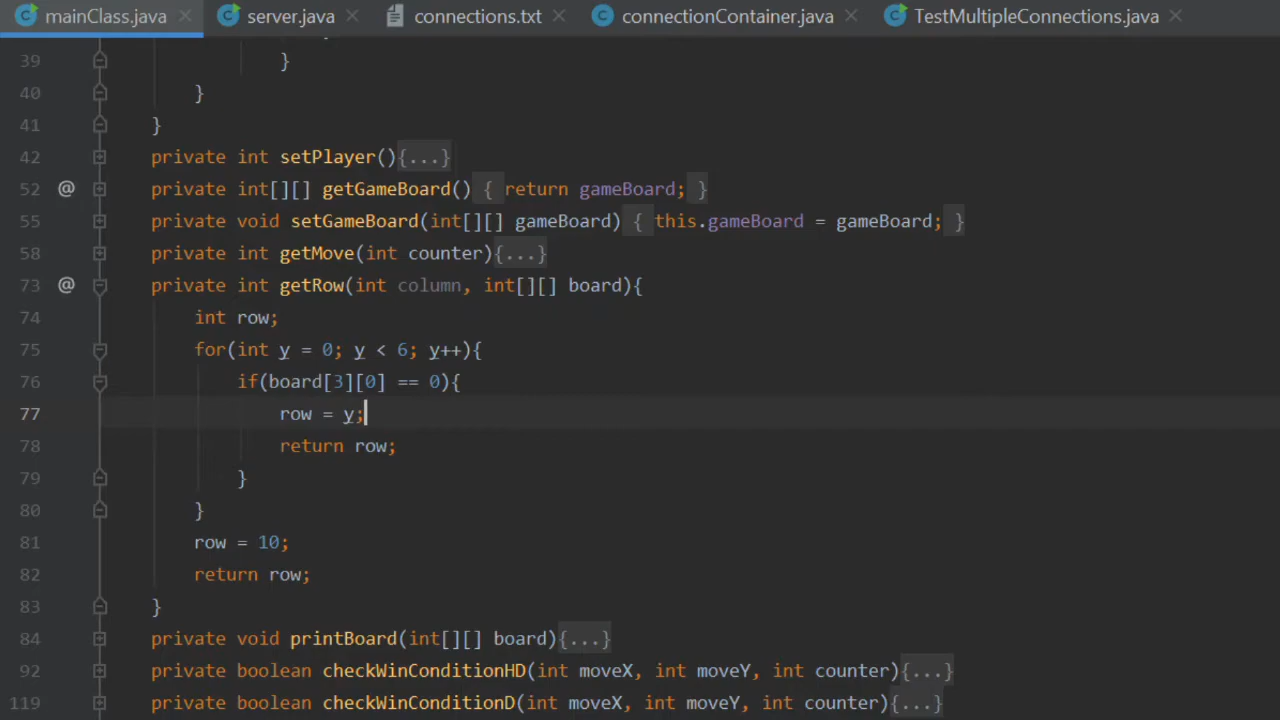 mainClass.java server.java connections.txt connectionContainer.java TestMultipleConnections.java
39 }
40 }
41 }
42 private int setPlayer(){...}
52 @ private int[][] getGameBoard() { return gameBoard; }
55 private void setGameBoard(int[][] gameBoard) { this.gameBoard = gameBoard; }
58 private int getMove(int counter){...}
73 @ private int getRow(int column, int[][] board){
74 int row;
75 for(int y = 0; y < 6; y++){
76 if(board[3][0] == 0){
77 row = y;
78 return row;
79 }
80 }
81 row = 10;
82 return row;
83 }
84 private void printBoard(int[][] board){...}
92 private boolean checkWinConditionHD(int moveX, int moveY, int counter){...}
119 private boolean checkWinConditionD(int moveX, int moveY, int counter){...}